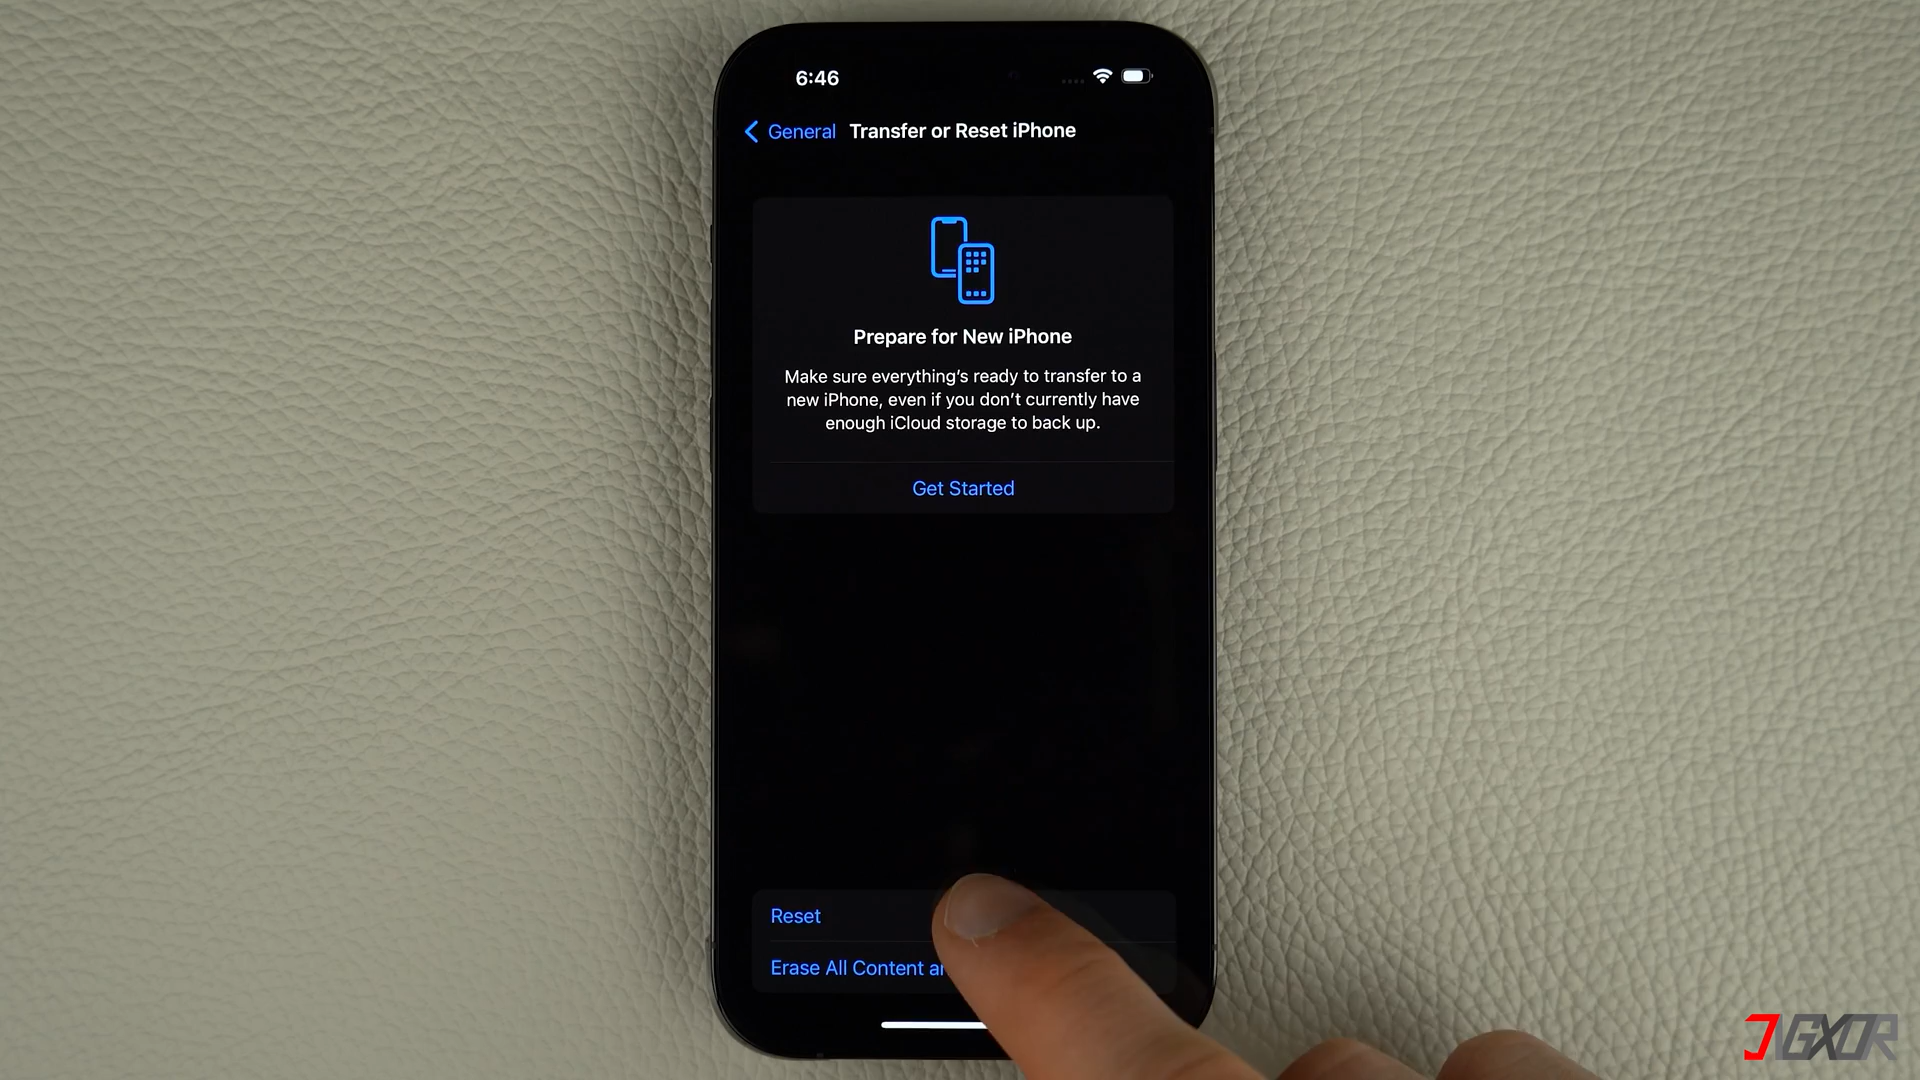 6:46
General Transfer or Reset iPhone
Prepare for New iPhone
Make sure everything's ready to transfer to a
new iPhone, even if you don't currently have
enough iCloud storage to back up.
Get Started
Reset
Erase All Content
JIGXOR